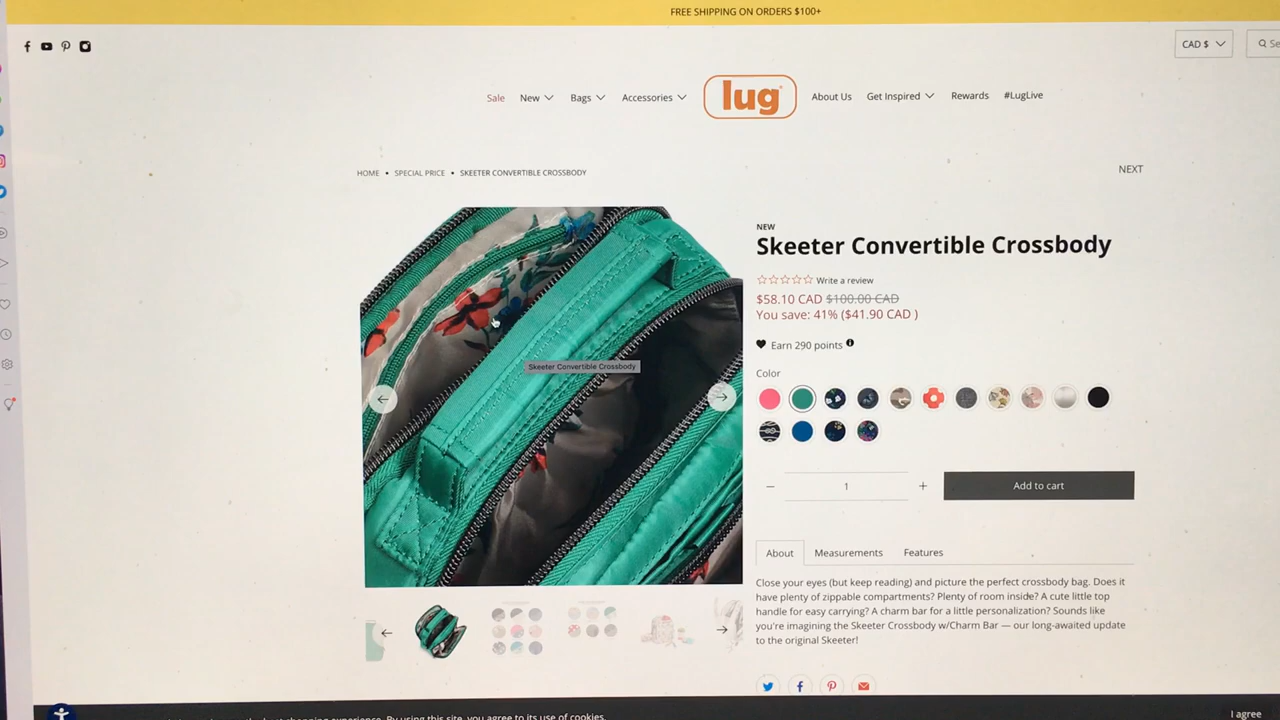 FREE SHIPPING ON ORDERS $100+
CAD $
Se
Sale New Bags Accessories lug About Us Get Inspired Rewards #LugLive
HOME • SPECIAL PRICE • SKEETER CONVERTIBLE CROSSBODY
NEXT
NEW
Skeeter Convertible Crossbody
Write a review
$58.10 CAD $100.00 CAD
You save: 41% ($41.90 CAD )
Earn 290 points
Skeeter Convertible Crossbody
Color
1
Add to cart
About Measurements Features
Close your eyes (but keep reading) and picture the perfect crossbody bag. Does it
have plenty of zippable compartments? Plenty of room inside? A cute little top
handle for easy carrying? A charm bar for a little personalization? Sounds like
you're imagining the Skeeter Crossbody w/Charm Bar — our long-awaited update
to the original Skeeter!
shopping experience. By using this site, you agree to its use of cookies.
I agree